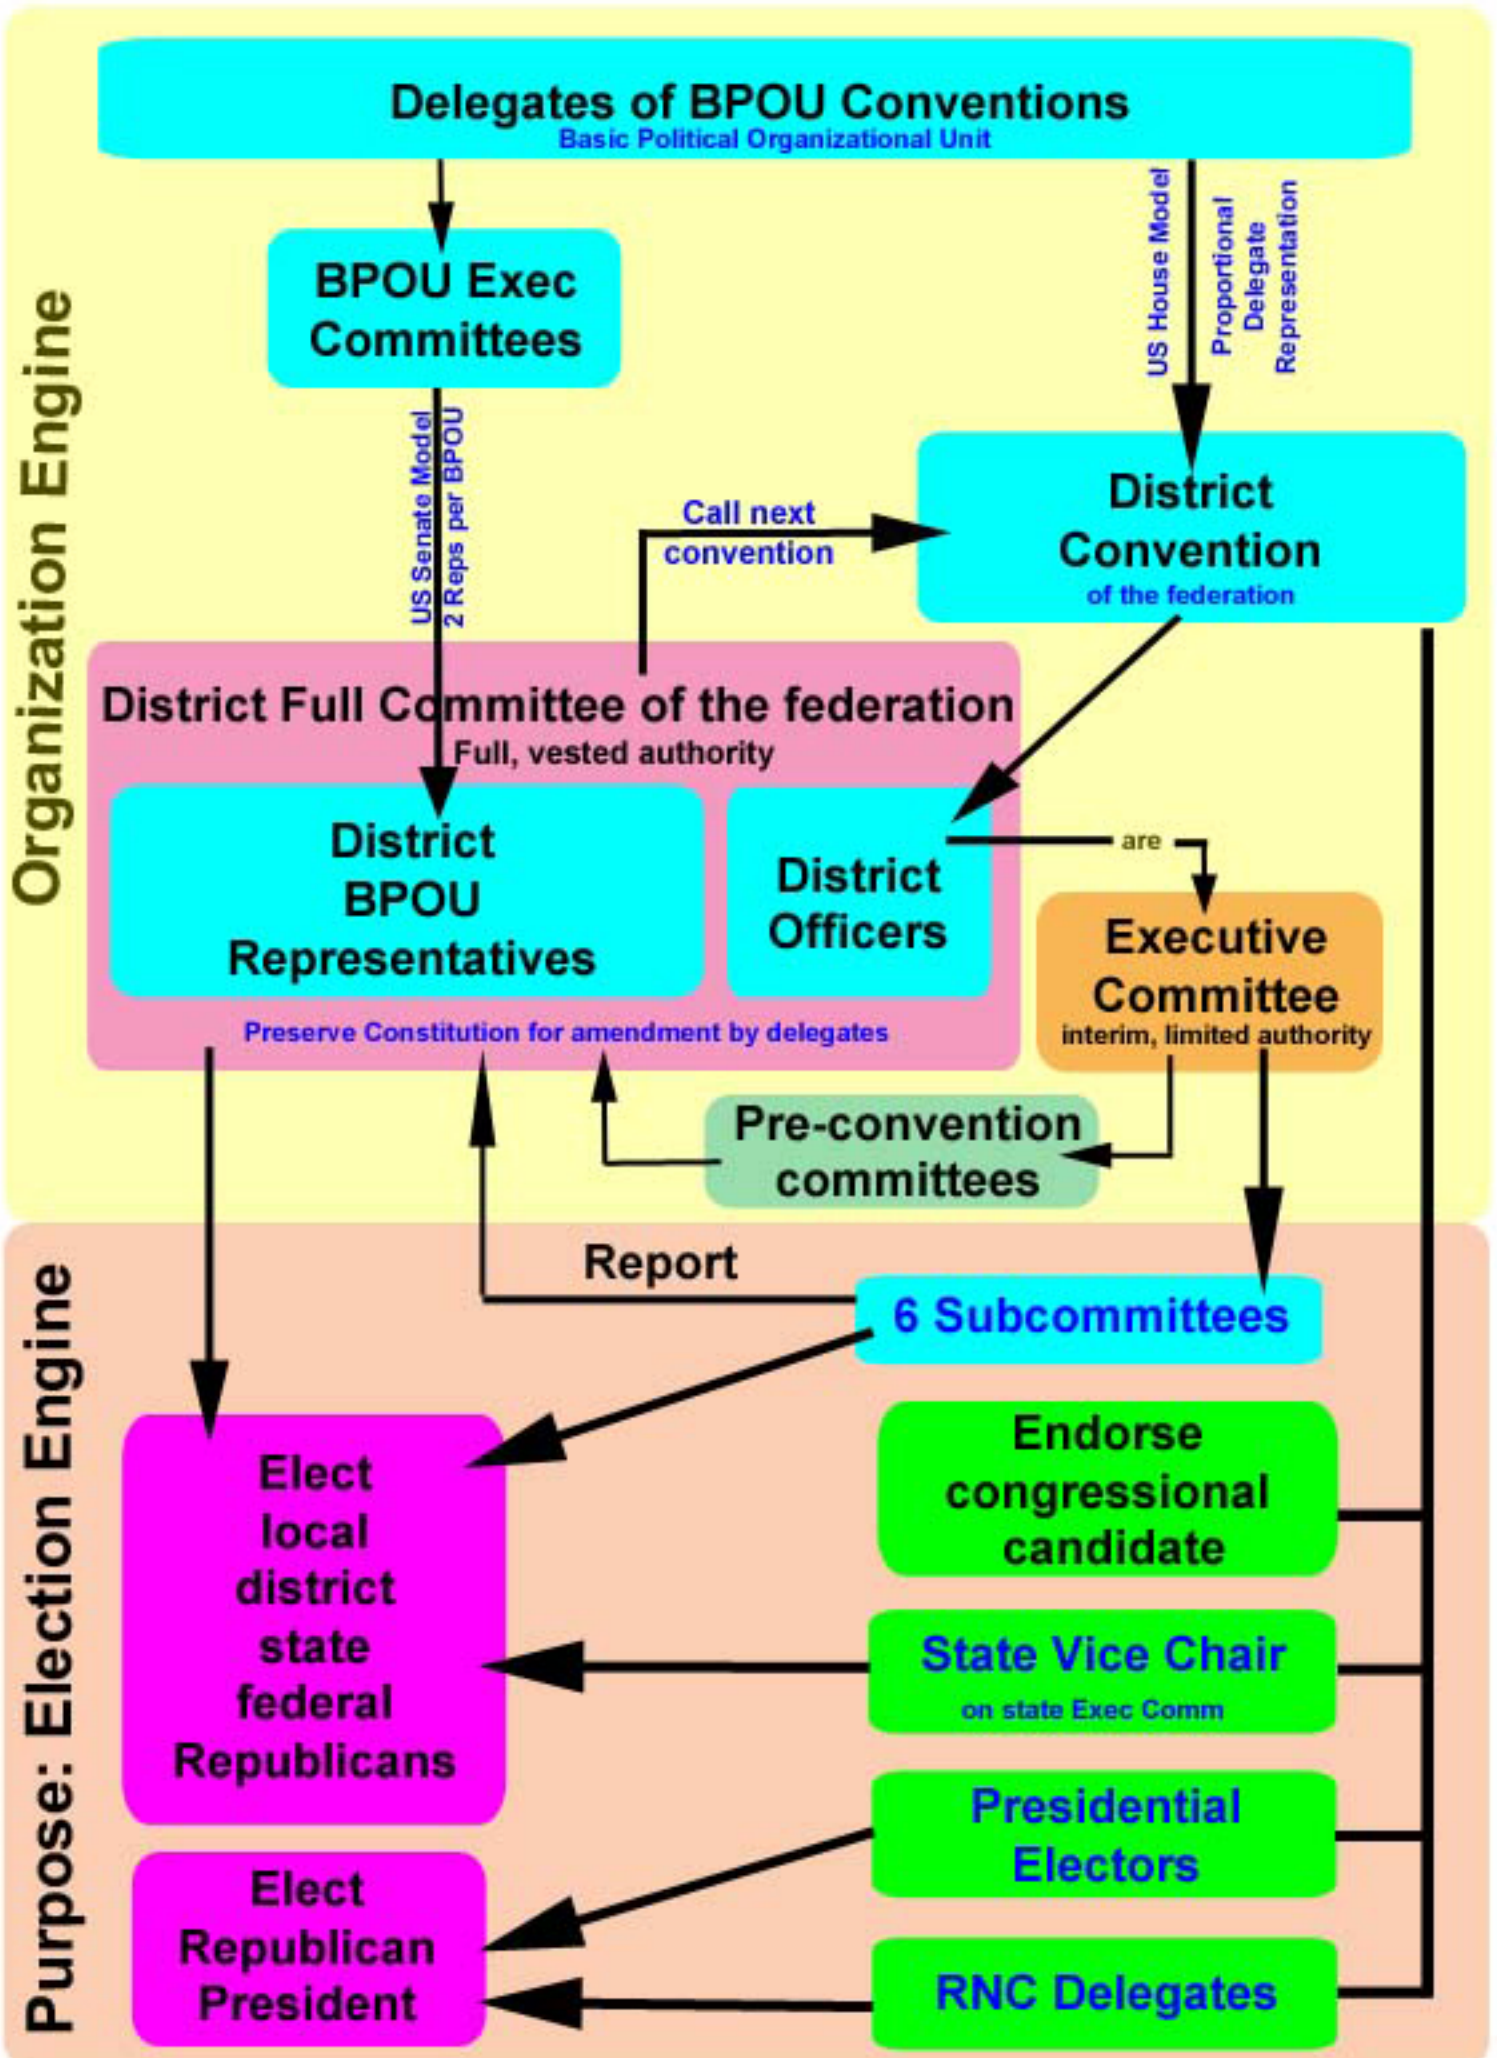 Organization Engine
Delegates of BPOU Conventions
Basic Political Organizational Unit
BPOU Exec
Committees
US House Model
Proportional
Delegate
Representation
US Senate Model
2 Reps per BPOU
Call next
convention
District
Convention
of the federation
District Full Committee of the federation
Full, vested authority
District
BPOU
Representatives
District
Officers
are
Executive
Committee
interim, limited authority
Preserve Constitution for amendment by delegates
Pre-convention
committees
Purpose: Election Engine
Report
6 Subcommittees
Elect
local
district
state
federal
Republicans
Endorse
congressional
candidate
State Vice Chair
on state Exec Comm
Presidential
Electors
Elect
Republican
President
RNC Delegates